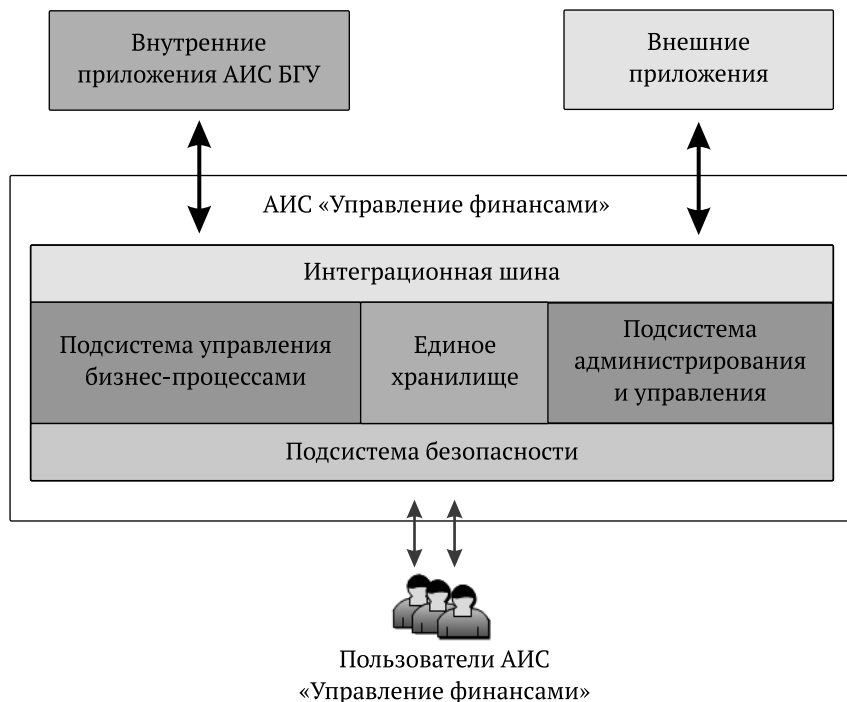 Внутренние
приложения АИС БГУ
Внешние
приложения
АИС «Управление финансами»
Интеграционная шина
Подсистема управления
бизнес-процессами
Единое
хранилище
Подсистема
администрирования
и управления
Подсистема безопасности
Пользователи АИС
«Управление финансами»